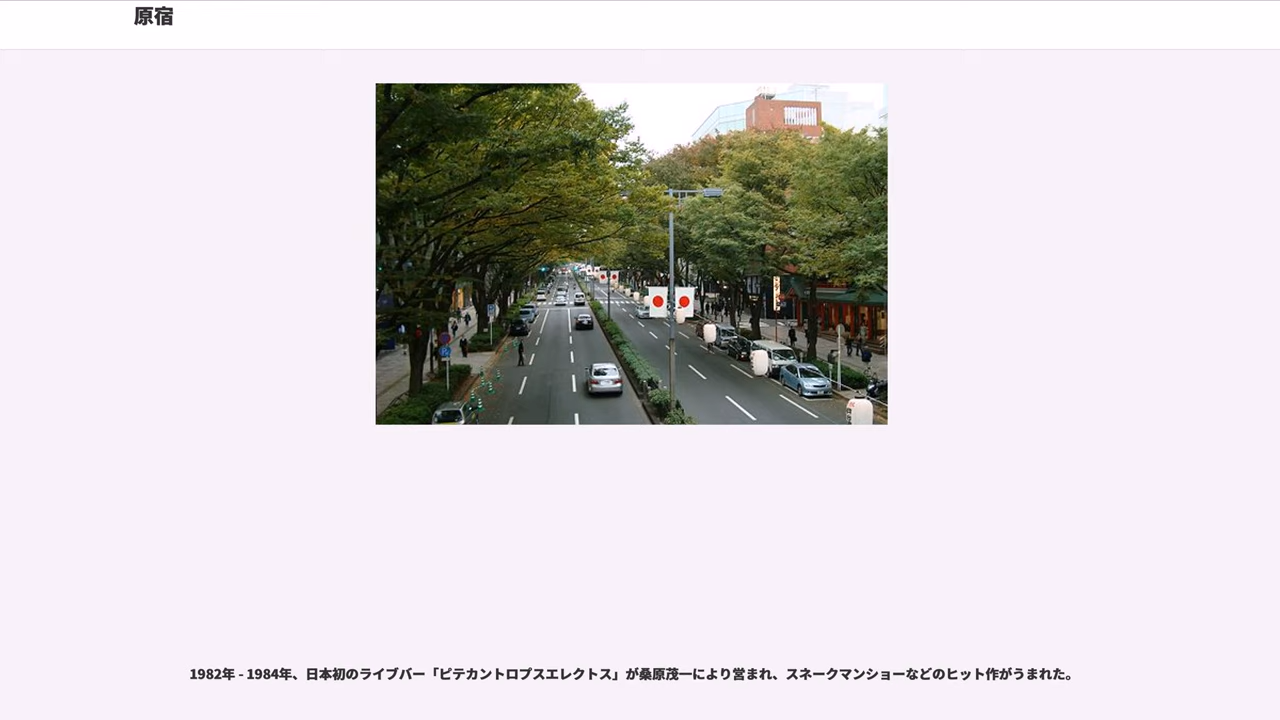 原宿
1982年 - 1984年、日本初のライブバー「ピテカントロプスエレクトス」が桑原茂一により営まれ、スネークマンショーなどのヒット作がうまれた。